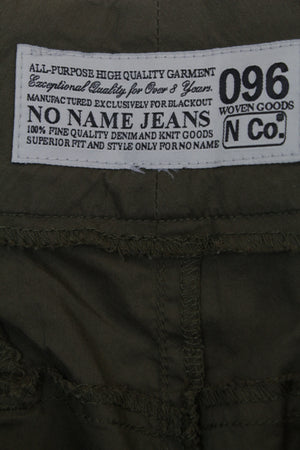 ALL-PURPOSE HIGH QUALITY GARMENT
Exceptional Quality for Over 8 Years.
MANUFACTURED EXCLUSIVELY FOR BLACKOUT
NO NAME JEANS
100% FINE QUALITY DENIM AND KNIT GOODS
SUPERIOR FIT AND STYLE ONLY FOR NO NAME
096
WOVEN GOODS
N Co.